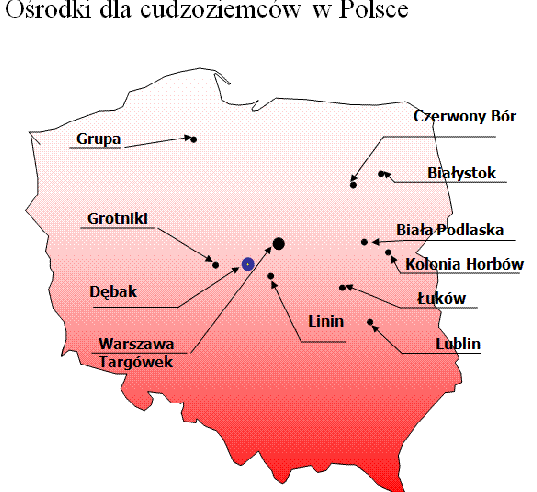 Ośrodki dla cudzoziemców w Polsce
Czerwony Bór
Grupa
Białystok
Grotniki
Biała Podlaska
Kolonia Horbów
Dębak
Łuków
Linin
Warszawa
Targówek
Lublin